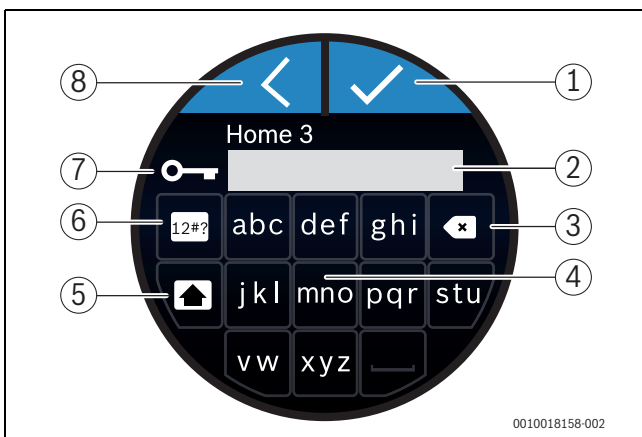 8 1
Home 3
7 2
6 12#? abc def ghi 3
5 jkl mno pqr stu 4
vw xyz
0010018158-002